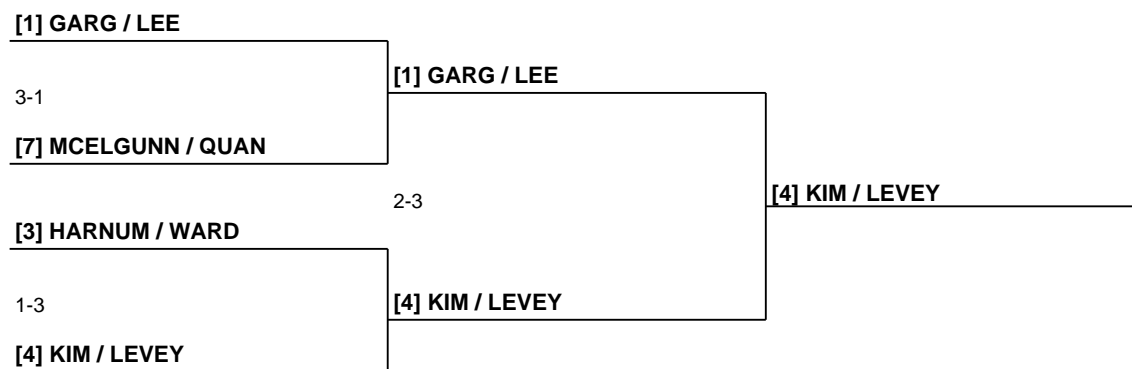 [1] GARG / LEE
[1] GARG / LEE
3-1
[7] MCELGUNN / QUAN
[4] KIM / LEVEY
2-3
[3] HARNUM / WARD
[4] KIM / LEVEY
1-3
[4] KIM / LEVEY